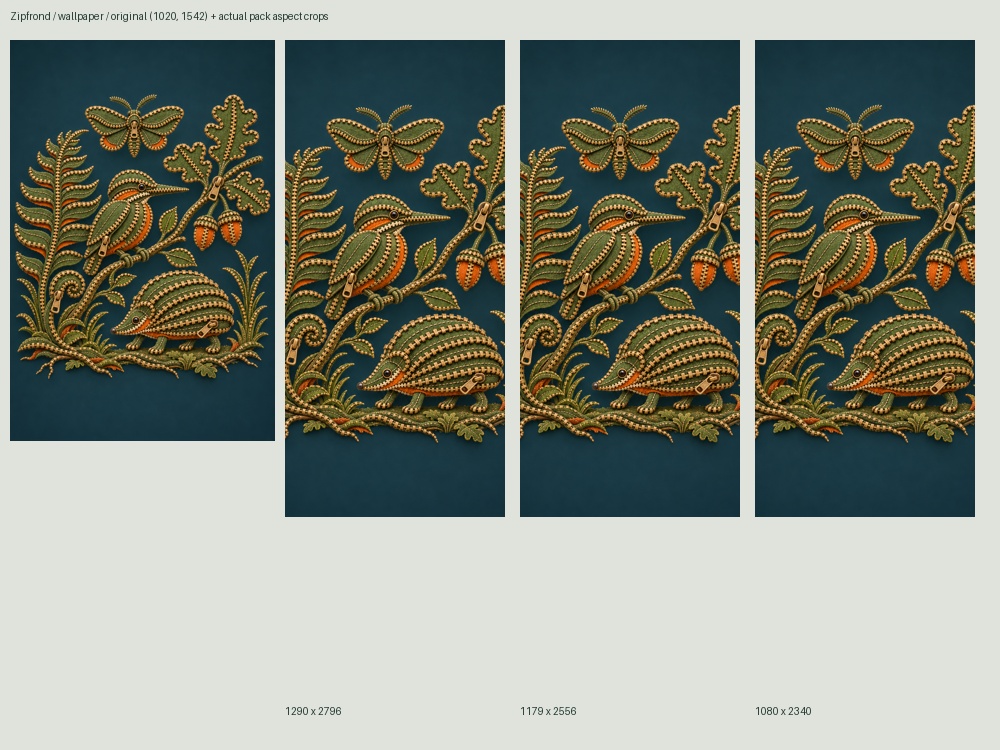 Zipfrond / wallpaper / original (1020, 1542) + actual pack aspect crops
1290 x 2796
1179 x 2556
1080 x 2340